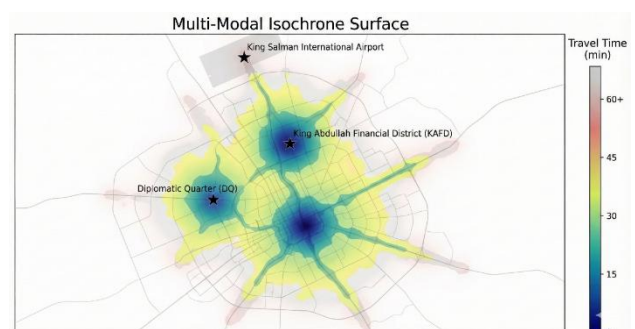 Multi-Modal Isochrone Surface
King Salman International Airport
Travel Time
(min)
60+
King Abdullah Financial District (KAFD)
45
Diplomatic Quarter (DQ)
30
15